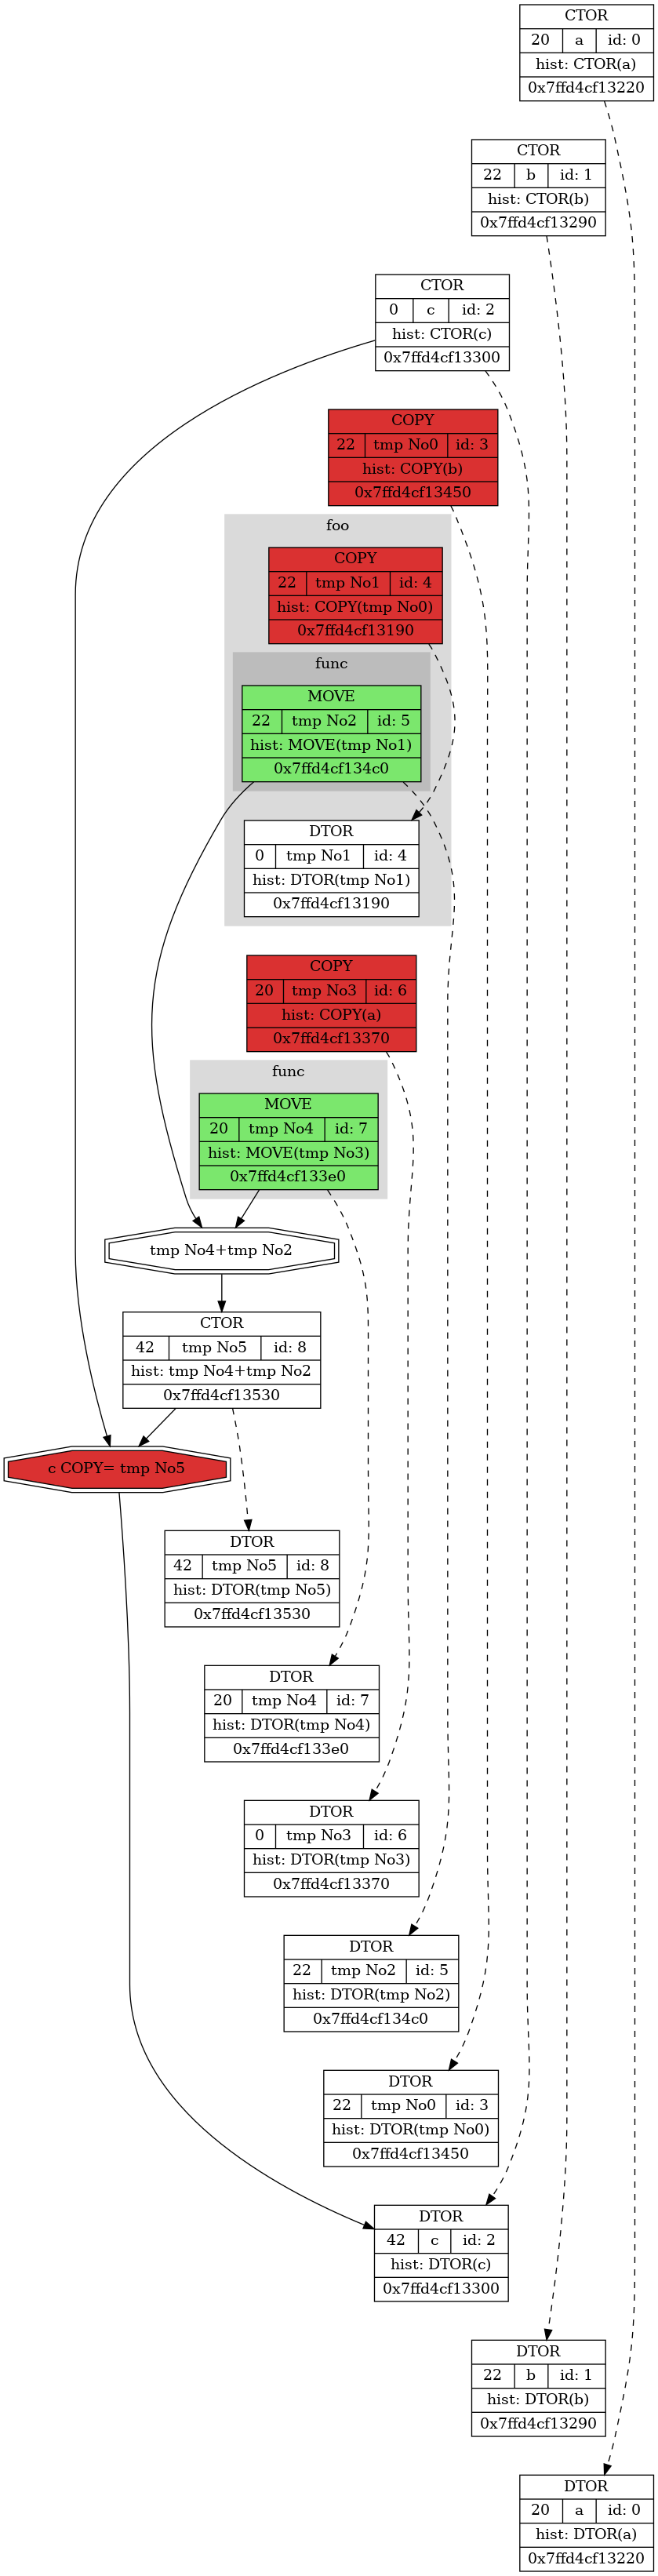 CTOR
20 a id: 0
hist: CTOR(a)
0x7ffd4cf13220
CTOR
22 b id: 1
hist: CTOR(b)
0x7ffd4cf13290
CTOR
0 c id: 2
hist: CTOR(c)
0x7ffd4cf13300
COPY
22 tmp No0 id: 3
hist: COPY(b)
0x7ffd4cf13450
foo
COPY
22 tmp No1 id: 4
hist: COPY(tmp No0)
0x7ffd4cf13190
func
MOVE
22 tmp No2 id: 5
hist: MOVE(tmp No1)
0x7ffd4cf134c0
DTOR
0 tmp No1 id: 4
hist: DTOR(tmp No1)
0x7ffd4cf13190
COPY
20 tmp No3 id: 6
hist: COPY(a)
0x7ffd4cf13370
func
MOVE
20 tmp No4 id: 7
hist: MOVE(tmp No3)
0x7ffd4cf133e0
tmp No4+tmp No2
CTOR
42 tmp No5 id: 8
hist: tmp No4+tmp No2
0x7ffd4cf13530
c COPY= tmp No5
DTOR
42 tmp No5 id: 8
hist: DTOR(tmp No5)
0x7ffd4cf13530
DTOR
20 tmp No4 id: 7
hist: DTOR(tmp No4)
0x7ffd4cf133e0
DTOR
0 tmp No3 id: 6
hist: DTOR(tmp No3)
0x7ffd4cf13370
DTOR
22 tmp No2 id: 5
hist: DTOR(tmp No2)
0x7ffd4cf134c0
DTOR
22 tmp No0 id: 3
hist: DTOR(tmp No0)
0x7ffd4cf13450
DTOR
42 c id: 2
hist: DTOR(c)
0x7ffd4cf13300
DTOR
22 b id: 1
hist: DTOR(b)
0x7ffd4cf13290
DTOR
20 a id: 0
hist: DTOR(a)
0x7ffd4cf13220